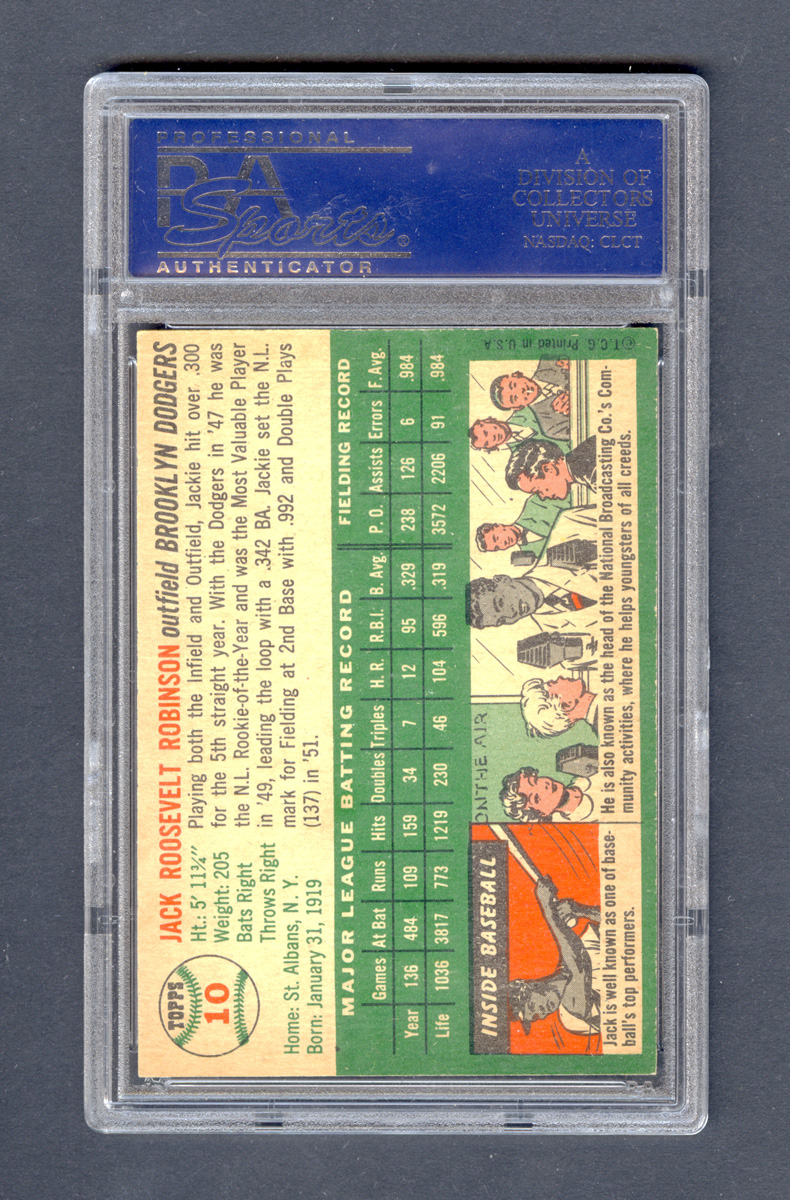 PROFESSIONAL
PSA
Sports®
AUTHENTICATOR
A
DIVISION OF
COLLECTORS
UNIVERSE
NASDAQ: CLCT
TOPPS
10
JACK ROOSEVELT ROBINSON outfield BROOKLYN DODGERS
Ht.: 5' 11¾"
Weight: 205
Bats Right
Throws Right
Home: St. Albans, N. Y.
Born: January 31, 1919
Playing both the Infield and Outfield, Jackie hit over .300
for the 5th straight year. With the Dodgers in '47 he was
the N.L. Rookie-of-the-Year and was the Most Valuable Player
in '49, leading the loop with a .342 BA. Jackie set the N.L.
mark for Fielding at 2nd Base with .992 and Double Plays
(137) in '51.
MAJOR LEAGUE BATTING RECORD FIELDING RECORD
Games At Bat Runs Hits Doubles Triples H. R. R.B.I. B. Avg. P. O. Assists Errors F. Avg.
Year 136 484 109 159 34 7 12 95 .329 238 126 6 .984
Life 1036 3817 773 1219 230 46 104 596 .319 3572 2206 91 .984
INSIDE BASEBALL
ON THE AIR
Jack is well known as one of base-
ball's top performers.
He is also known as the head of the National Broadcasting Co.'s Com-
munity activities, where he helps youngsters of all creeds.
©T.C.G. Printed in U.S.A